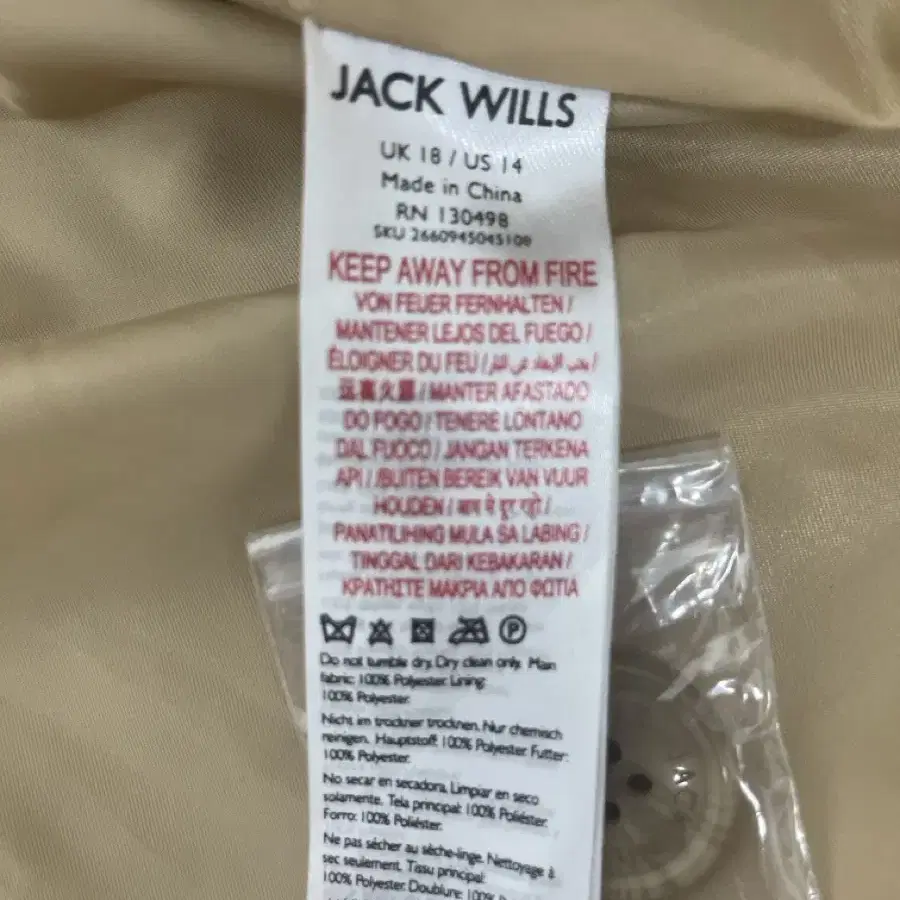 JACK WILLS
UK 18 / US 14
Made in China
RN 130498
SKU 2660945045108
KEEP AWAY FROM FIRE
VON FEUER FERNHALTEN /
MANTENER LEJOS DEL FUEGO /
ÉLOIGNER DU FEU /
MANTER AFASTADO
DO FOGO / TENERE LONTANO
DAL FUOCO / JANGAN TERKENA
API / /BUITEN BEREIK VAN VUUR
HOUDEN /
PANATILIHING MULA SA LABING /
TINGGAL DARI KEBAKARAN /
ΚΡΑΤΗΣΤΕ ΜΑΚΡΙΑ ΑΠΟ ΦΩΤΙΑ
P
Do not tumble dry. Dry clean only. Main
fabric: 100% Polyester. Lining:
100% Polyester.
Nicht im trockner trocknen. Nur chemisch
reinigen. Hauptstoff: 100% Polyester. Futter:
100% Polyester.
No secar en secadora. Limpiar en seco
solamente. Tela principal: 100% Poliéster.
Forro: 100% Poliéster.
Ne pas sécher au sèche-linge. Nettoyage à
sec seulement. Tissu principal:
100% Polyester. Doublure: 100%